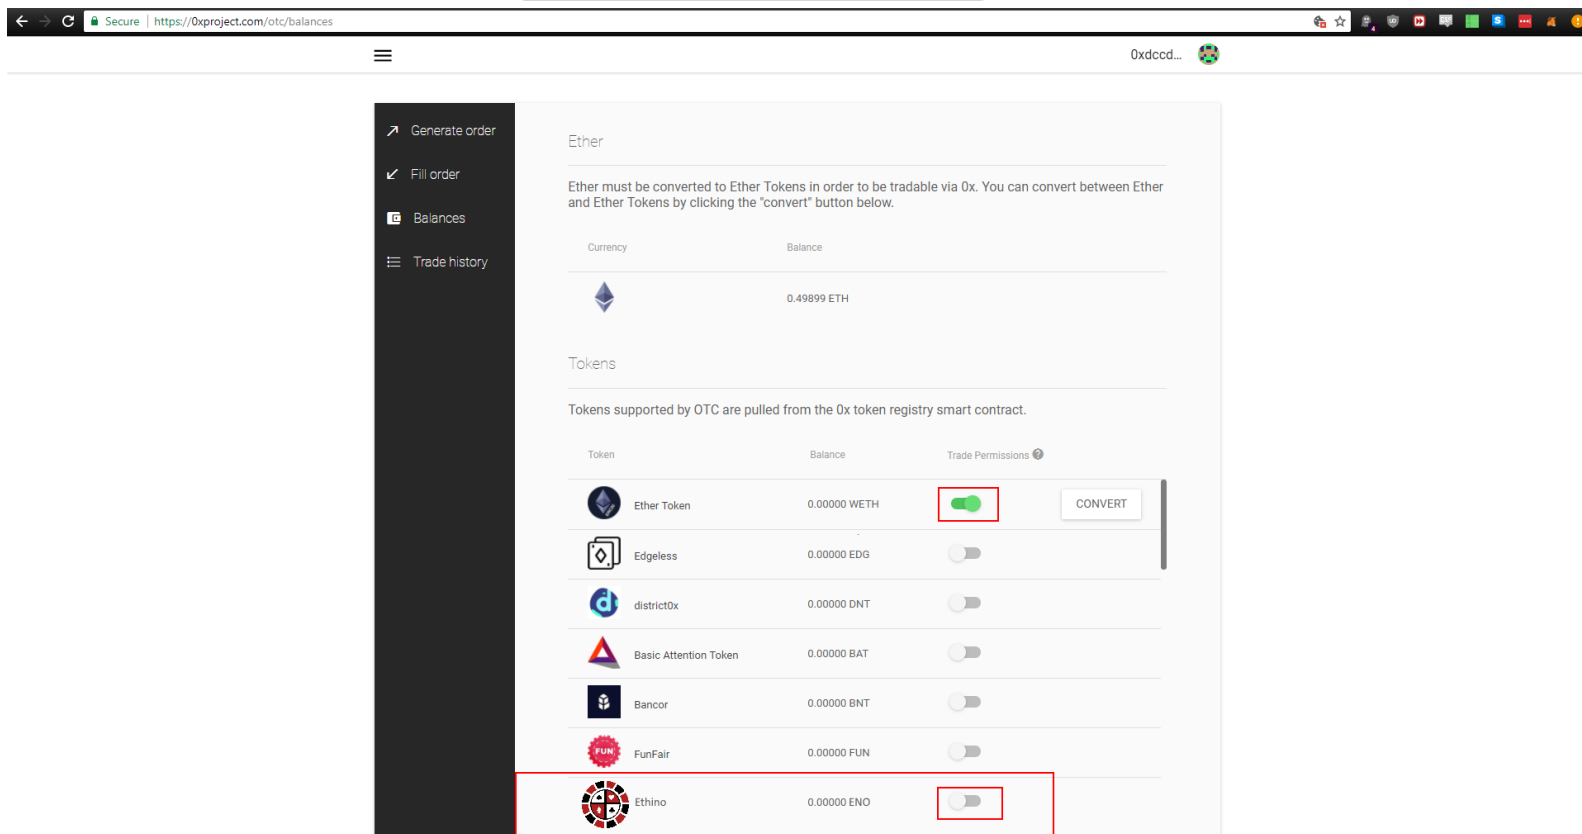 Secure | https://0xproject.com/otc/balances
0xdccd...
Generate order
Fill order
Balances
Trade history
Ether
Ether must be converted to Ether Tokens in order to be tradable via 0x. You can convert between Ether
and Ether Tokens by clicking the "convert" button below.
Currency Balance
0.49899 ETH
Tokens
Tokens supported by OTC are pulled from the 0x token registry smart contract.
Token Balance Trade Permissions ?
Ether Token 0.00000 WETH CONVERT
Edgeless 0.00000 EDG
district0x 0.00000 DNT
Basic Attention Token 0.00000 BAT
Bancor 0.00000 BNT
FUN FunFair 0.00000 FUN
Ethino 0.00000 ENO